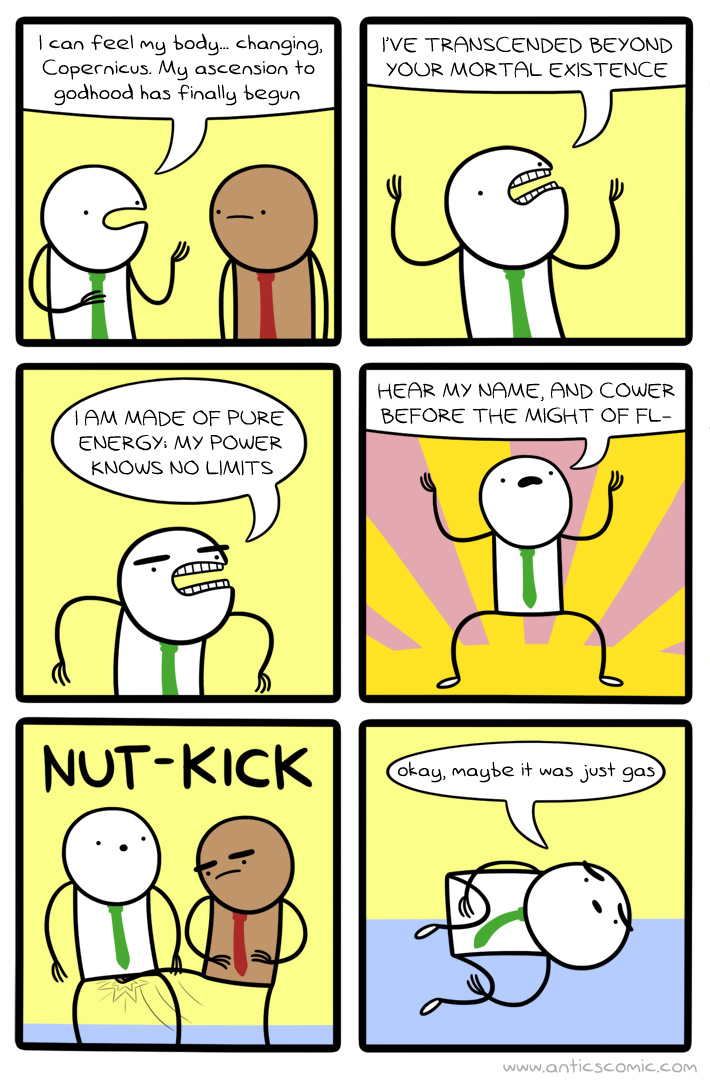 I can feel my body... changing,
Copernicus. My ascension to
godhood has finally begun
I'VE TRANSCENDED BEYOND
YOUR MORTAL EXISTENCE
I AM MADE OF PURE
ENERGY; MY POWER
KNOWS NO LIMITS
HEAR MY NAME, AND COWER
BEFORE THE MIGHT OF FL-
NUT-KICK
okay, maybe it was just gas
www.anticscomic.com